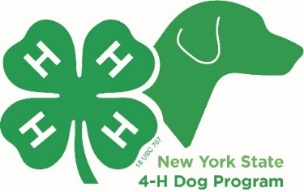 H H
H H
18 USC 707
New York State
4-H Dog Program